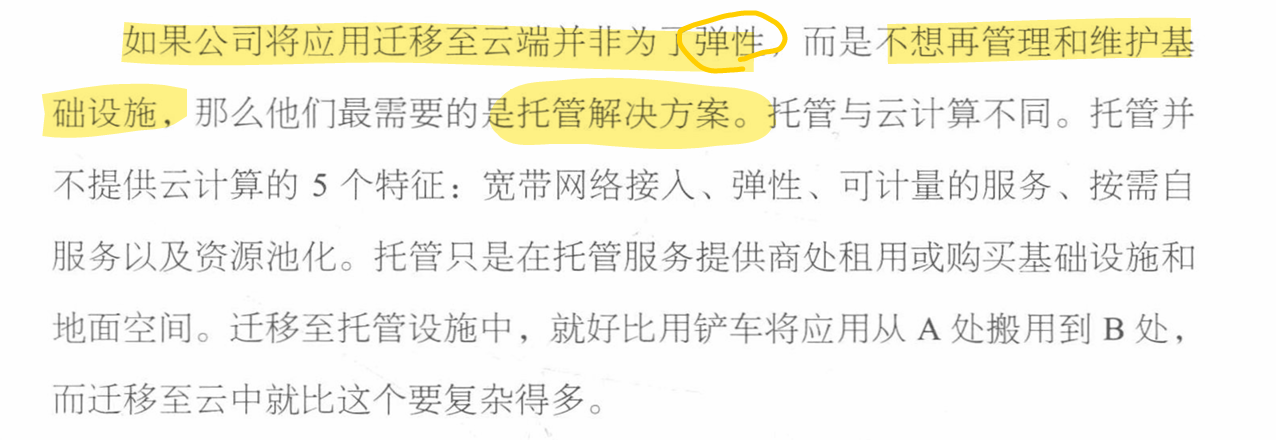 如果公司将应用迁移至云端并非为了弹性，而是不想再管理和维护基
础设施，那么他们最需要的是托管解决方案。托管与云计算不同。托管并
不提供云计算的 5 个特征：宽带网络接入、弹性、可计量的服务、按需自
服务以及资源池化。托管只是在托管服务提供商处租用或购买基础设施和
地面空间。迁移至托管设施中，就好比用铲车将应用从 A 处搬用到 B 处，
而迁移至云中就比这个要复杂得多。